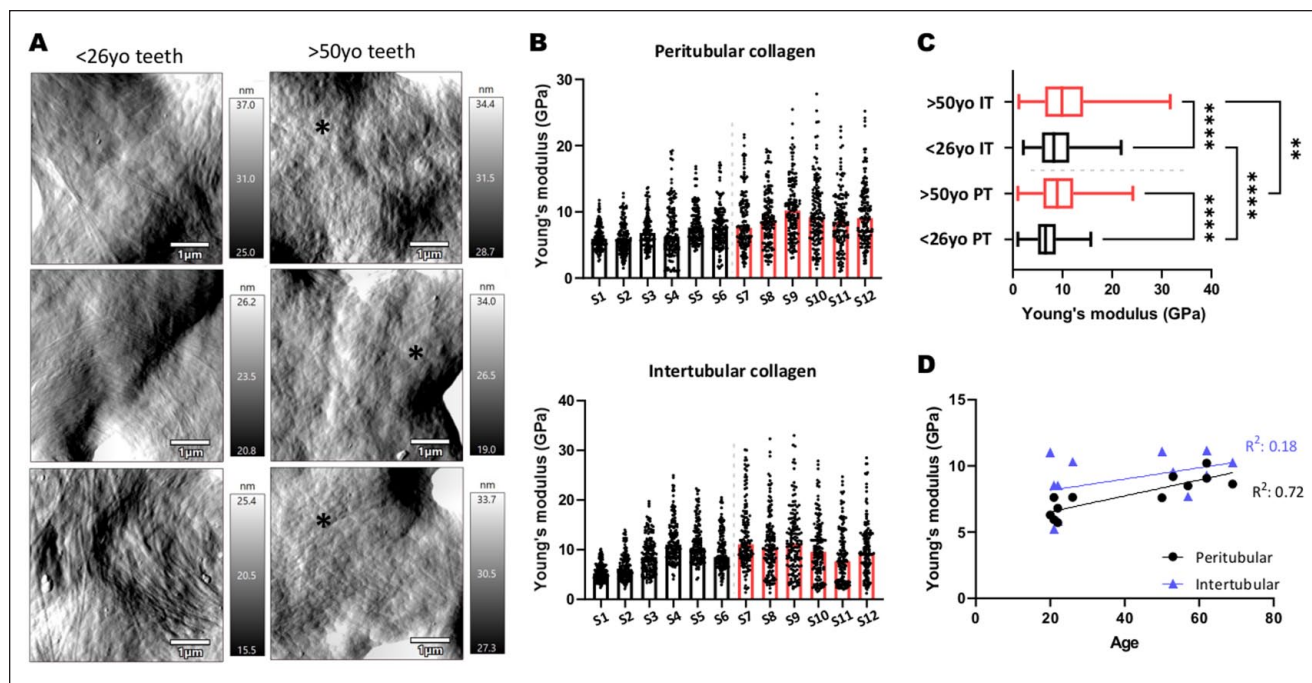 A
<26yo teeth
>50yo teeth
nm
37.0
31.0
25.0
1µm
nm
34.4
31.5
28.7
1µm
26.2
23.5
20.8
1µm
34.0
26.5
19.0
1µm
25.4
20.5
15.5
1µm
33.7
30.5
27.3
1µm
*
*
*
B
Peritubular collagen
Young's modulus (GPa)
30
20
10
0
S1 S2 S3 S4 S5 S6 S7 S8 S9 S10 S11 S12
Intertubular collagen
Young's modulus (GPa)
40
30
20
10
0
S1 S2 S3 S4 S5 S6 S7 S8 S9 S10 S11 S12
C
>50yo IT
<26yo IT
>50yo PT
<26yo PT
****
****
****
**
0 10 20 30 40
Young's modulus (GPa)
D
Young's modulus (GPa)
15
10
5
0
R²: 0.18
R²: 0.72
Peritubular
Intertubular
0 20 40 60 80
Age